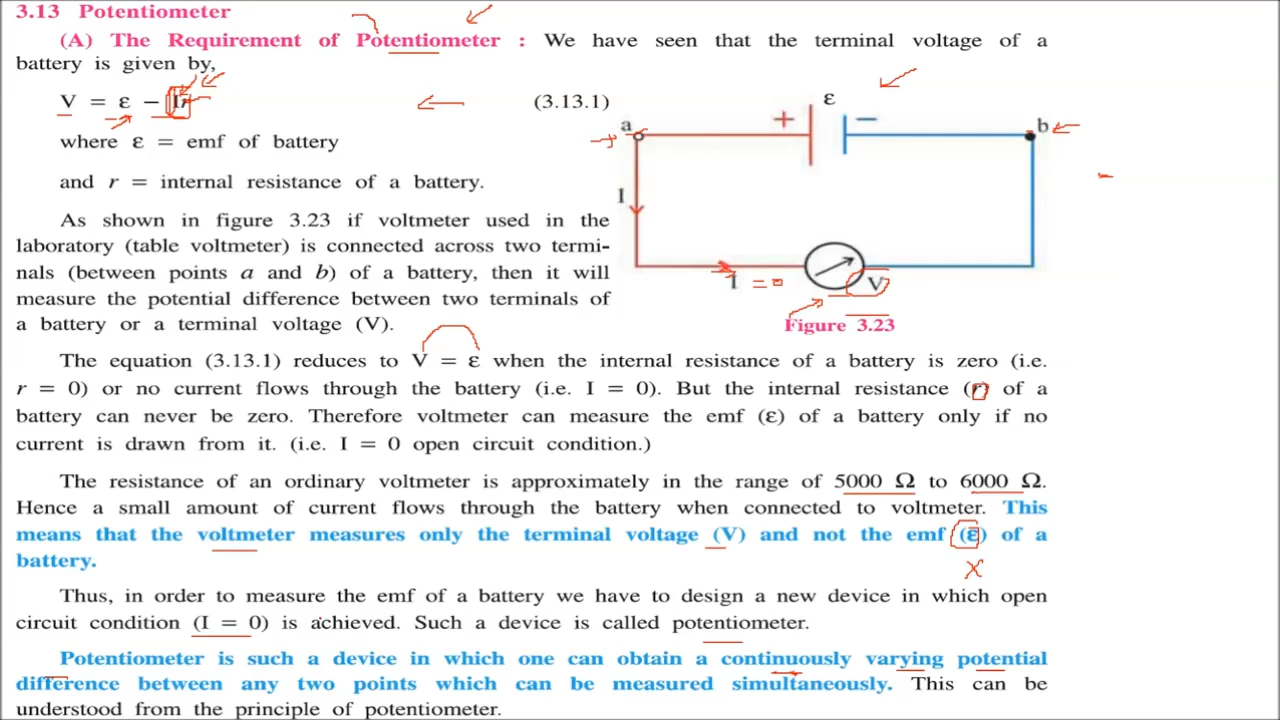 3.13 Potentiometer
(A) The Requirement of Potentiometer : We have seen that the terminal voltage of a
battery is given by,
V = ε − Ir (3.13.1)
where ε = emf of battery
and r = internal resistance of a battery.
As shown in figure 3.23 if voltmeter used in the
laboratory (table voltmeter) is connected across two termi-
nals (between points a and b) of a battery, then it will
measure the potential difference between two terminals of
a battery or a terminal voltage (V).
ε
+ −
a b
I
I = 0
V
Figure 3.23
The equation (3.13.1) reduces to V = ε when the internal resistance of a battery is zero (i.e.
r = 0) or no current flows through the battery (i.e. I = 0). But the internal resistance (r) of a
battery can never be zero. Therefore voltmeter can measure the emf (ε) of a battery only if no
current is drawn from it. (i.e. I = 0 open circuit condition.)
The resistance of an ordinary voltmeter is approximately in the range of 5000 Ω to 6000 Ω.
Hence a small amount of current flows through the battery when connected to voltmeter. This
means that the voltmeter measures only the terminal voltage (V) and not the emf (ε) of a
battery.
Thus, in order to measure the emf of a battery we have to design a new device in which open
circuit condition (I = 0) is achieved. Such a device is called potentiometer.
Potentiometer is such a device in which one can obtain a continuously varying potential
difference between any two points which can be measured simultaneously. This can be
understood from the principle of potentiometer.